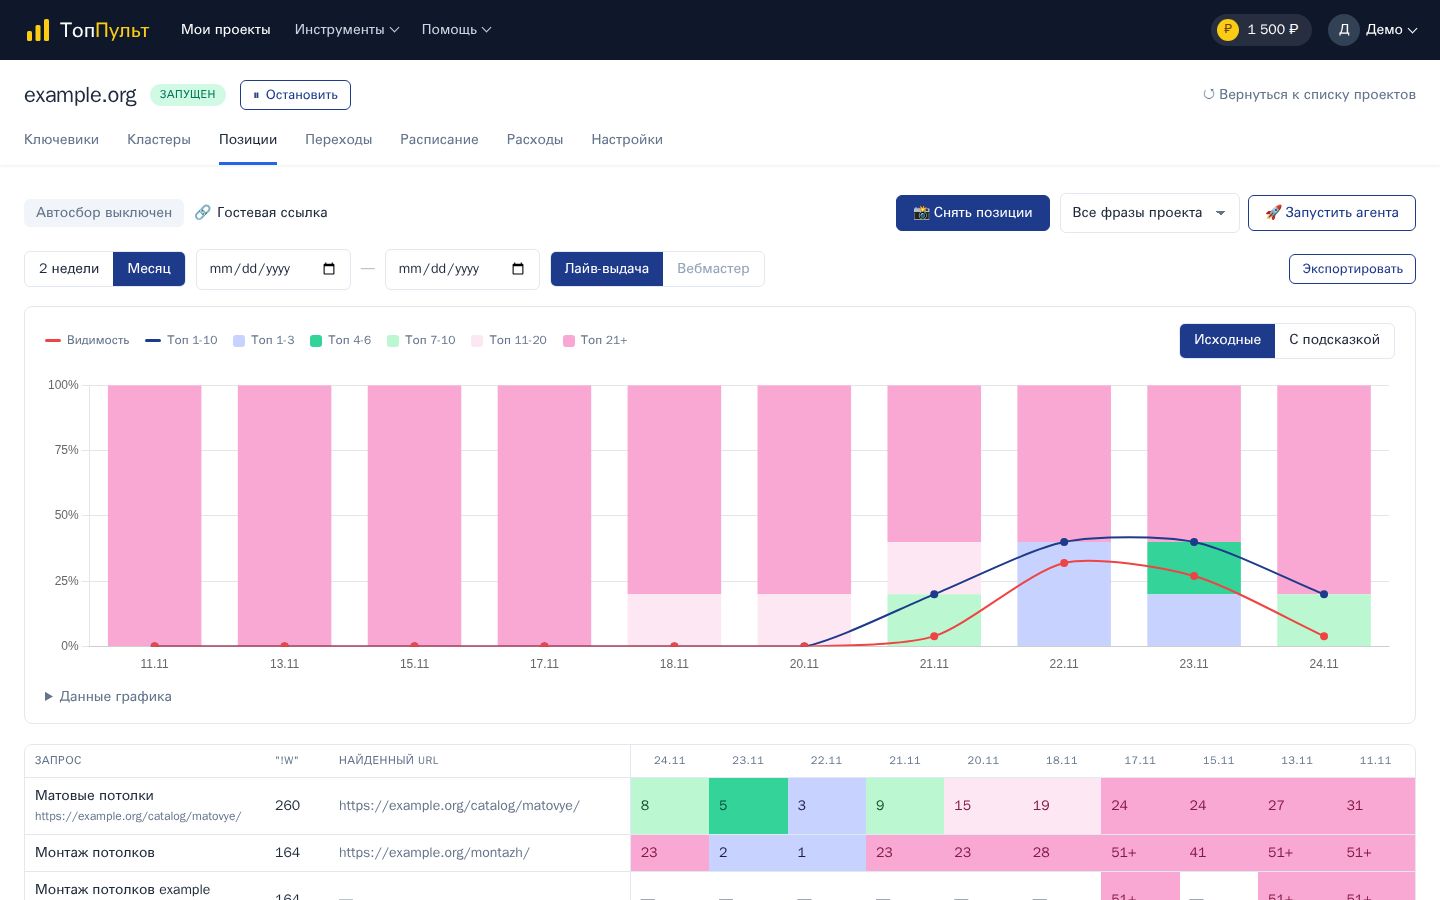 ТопПульт Мои проекты Инструменты Помощь ₽ 1 500 ₽ Д Демо
example.org ЗАПУЩЕН Остановить Вернуться к списку проектов
Ключевики Кластеры Позиции Переходы Расписание Расходы Настройки
Автосбор выключен Гостевая ссылка Снять позиции Все фразы проекта Запустить агента
2 недели Месяц mm/dd/yyyy — mm/dd/yyyy Лайв-выдача Вебмастер Экспортировать
Видимость Топ 1-10 Топ 1-3 Топ 4-6 Топ 7-10 Топ 11-20 Топ 21+ Исходные С подсказкой
100%
75%
50%
25%
0%
11.11 13.11 15.11 17.11 18.11 20.11 21.11 22.11 23.11 24.11
Данные графика
ЗАПРОС "!W" НАЙДЕННЫЙ URL 24.11 23.11 22.11 21.11 20.11 18.11 17.11 15.11 13.11 11.11
Матовые потолки 260 https://example.org/catalog/matovye/ 8 5 3 9 15 19 24 24 27 31
https://example.org/catalog/matovye/
Монтаж потолков 164 https://example.org/montazh/ 23 2 1 23 23 28 51+ 41 51+ 51+
Монтаж потолков example
164 — — — — — — — 51+ — 51+ 51+